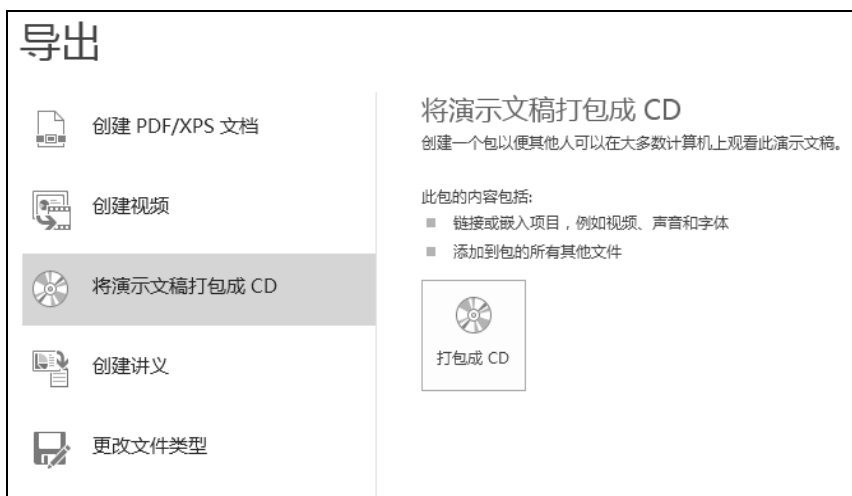 导出
创建 PDF/XPS 文档
创建视频
将演示文稿打包成 CD
创建讲义
更改文件类型
将演示文稿打包成 CD
创建一个包以便其他人可以在大多数计算机上观看此演示文稿。
此包的内容包括:
链接或嵌入项目，例如视频、声音和字体
添加到包的所有其他文件
打包成 CD